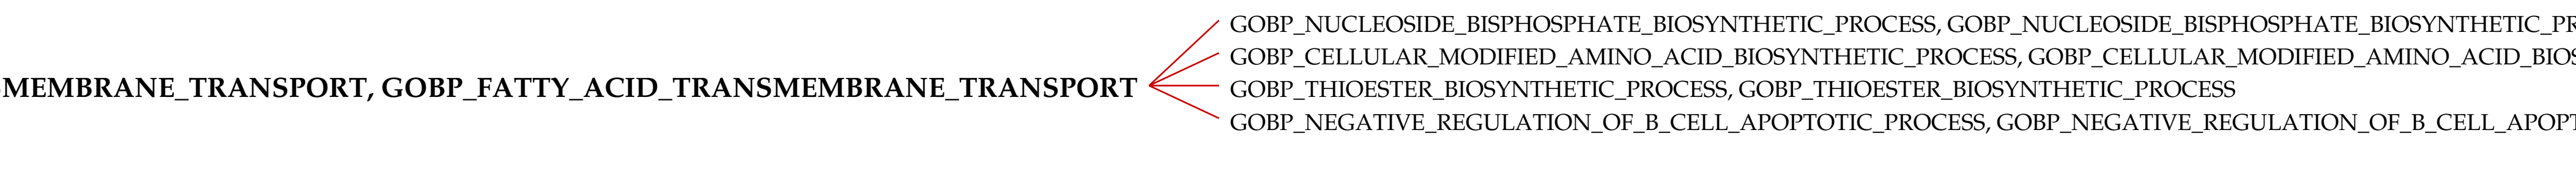 GOBP_NUCLEOSIDE_BISPHOSPHATE_BIOSYNTHETIC_PROCESS, GOBP_NUCLEOSIDE_BISPHOSPHATE_BIOSYNTHETIC_PR
GOBP_CELLULAR_MODIFIED_AMINO_ACID_BIOSYNTHETIC_PROCESS, GOBP_CELLULAR_MODIFIED_AMINO_ACID_BIOS
MEMBRANE_TRANSPORT, GOBP_FATTY_ACID_TRANSMEMBRANE_TRANSPORT
GOBP_THIOESTER_BIOSYNTHETIC_PROCESS, GOBP_THIOESTER_BIOSYNTHETIC_PROCESS
GOBP_NEGATIVE_REGULATION_OF_B_CELL_APOPTOTIC_PROCESS, GOBP_NEGATIVE_REGULATION_OF_B_CELL_APOPT